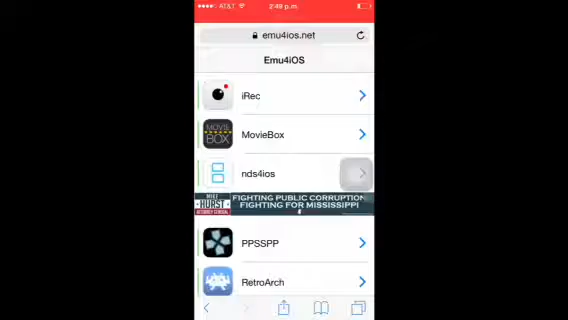 AT&T 2:49 p.m.
emu4ios.net
Emu4iOS
iRec
MOVIE
BOX
MovieBox
nds4ios
MIKE
HURST
ATTORNEY GENERAL
FIGHTING PUBLIC CORRUPTION
FIGHTING FOR MISSISSIPPI
PPSSPP
RetroArch